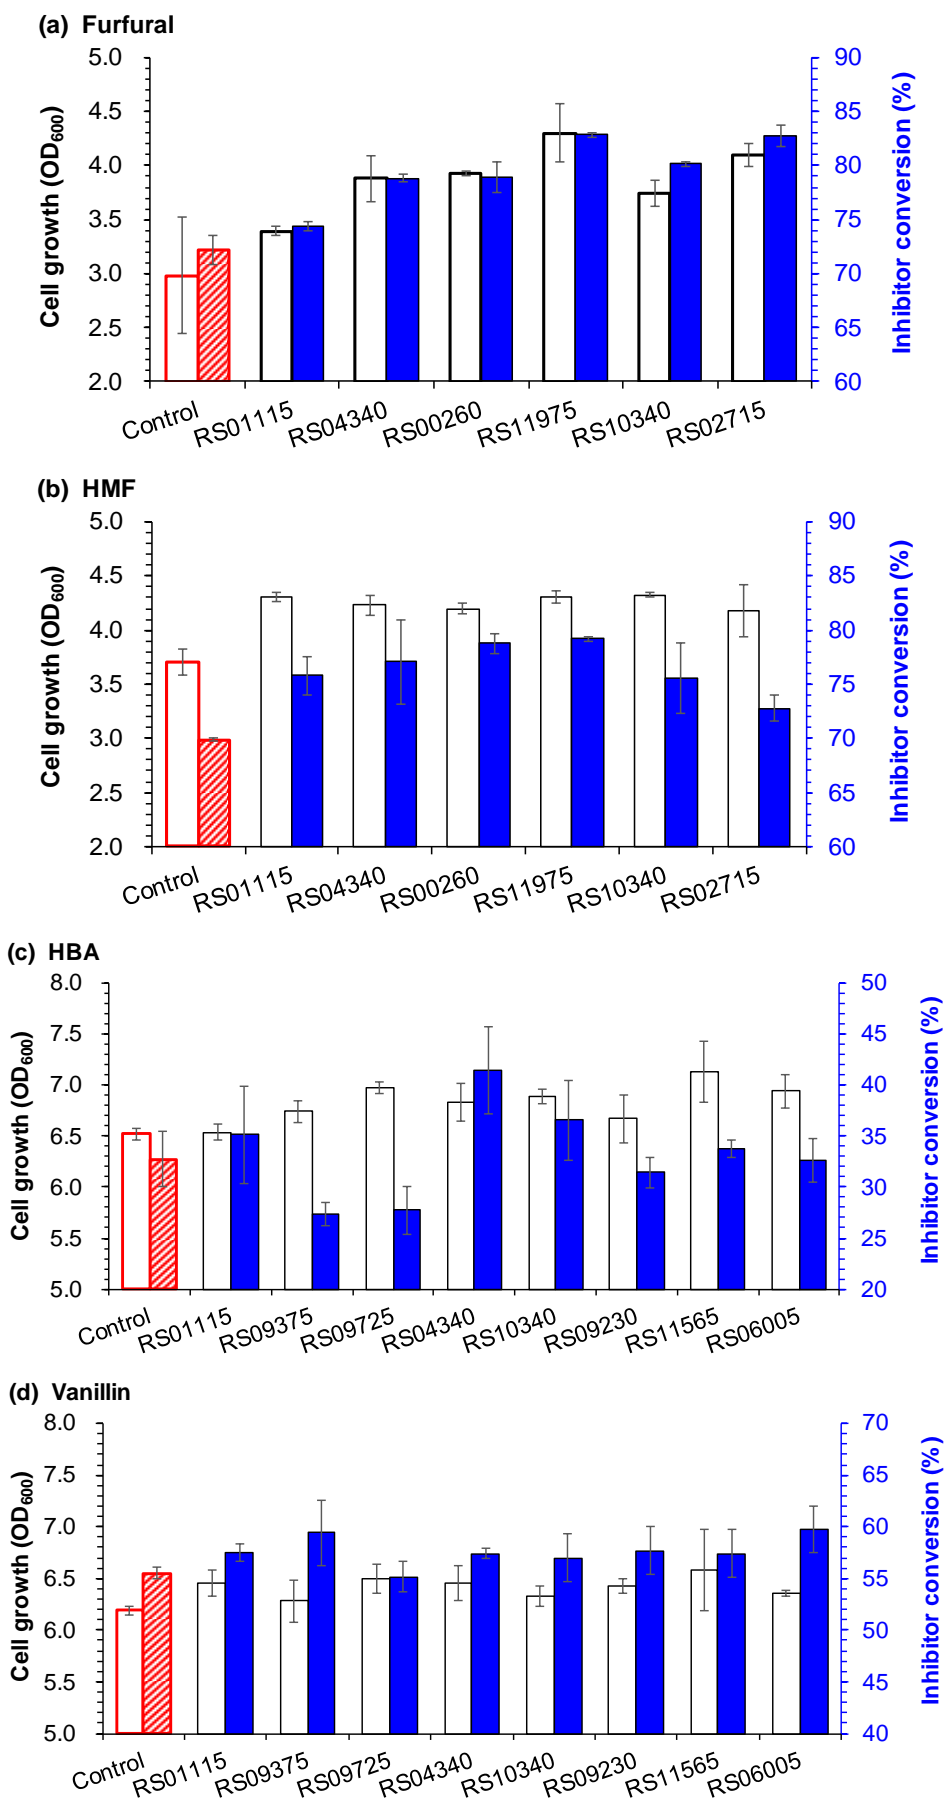 (a) Furfural
Cell growth (OD600)
5.0
4.5
4.0
3.5
3.0
2.5
2.0
90
85
80
75
70
65
60
Inhibitor conversion (%)
Control
RS01115
RS04340
RS00260
RS11975
RS10340
RS02715
(b) HMF
Cell growth (OD600)
5.0
4.5
4.0
3.5
3.0
2.5
2.0
90
85
80
75
70
65
60
Inhibitor conversion (%)
Control
RS01115
RS04340
RS00260
RS11975
RS10340
RS02715
(c) HBA
Cell growth (OD600)
8.0
7.5
7.0
6.5
6.0
5.5
5.0
50
45
40
35
30
25
20
Inhibitor conversion (%)
Control
RS01115
RS09375
RS09725
RS04340
RS10340
RS09230
RS11565
RS06005
(d) Vanillin
Cell growth (OD600)
8.0
7.5
7.0
6.5
6.0
5.5
5.0
70
65
60
55
50
45
40
Inhibitor conversion (%)
Control
RS01115
RS09375
RS09725
RS04340
RS10340
RS09230
RS11565
RS06005